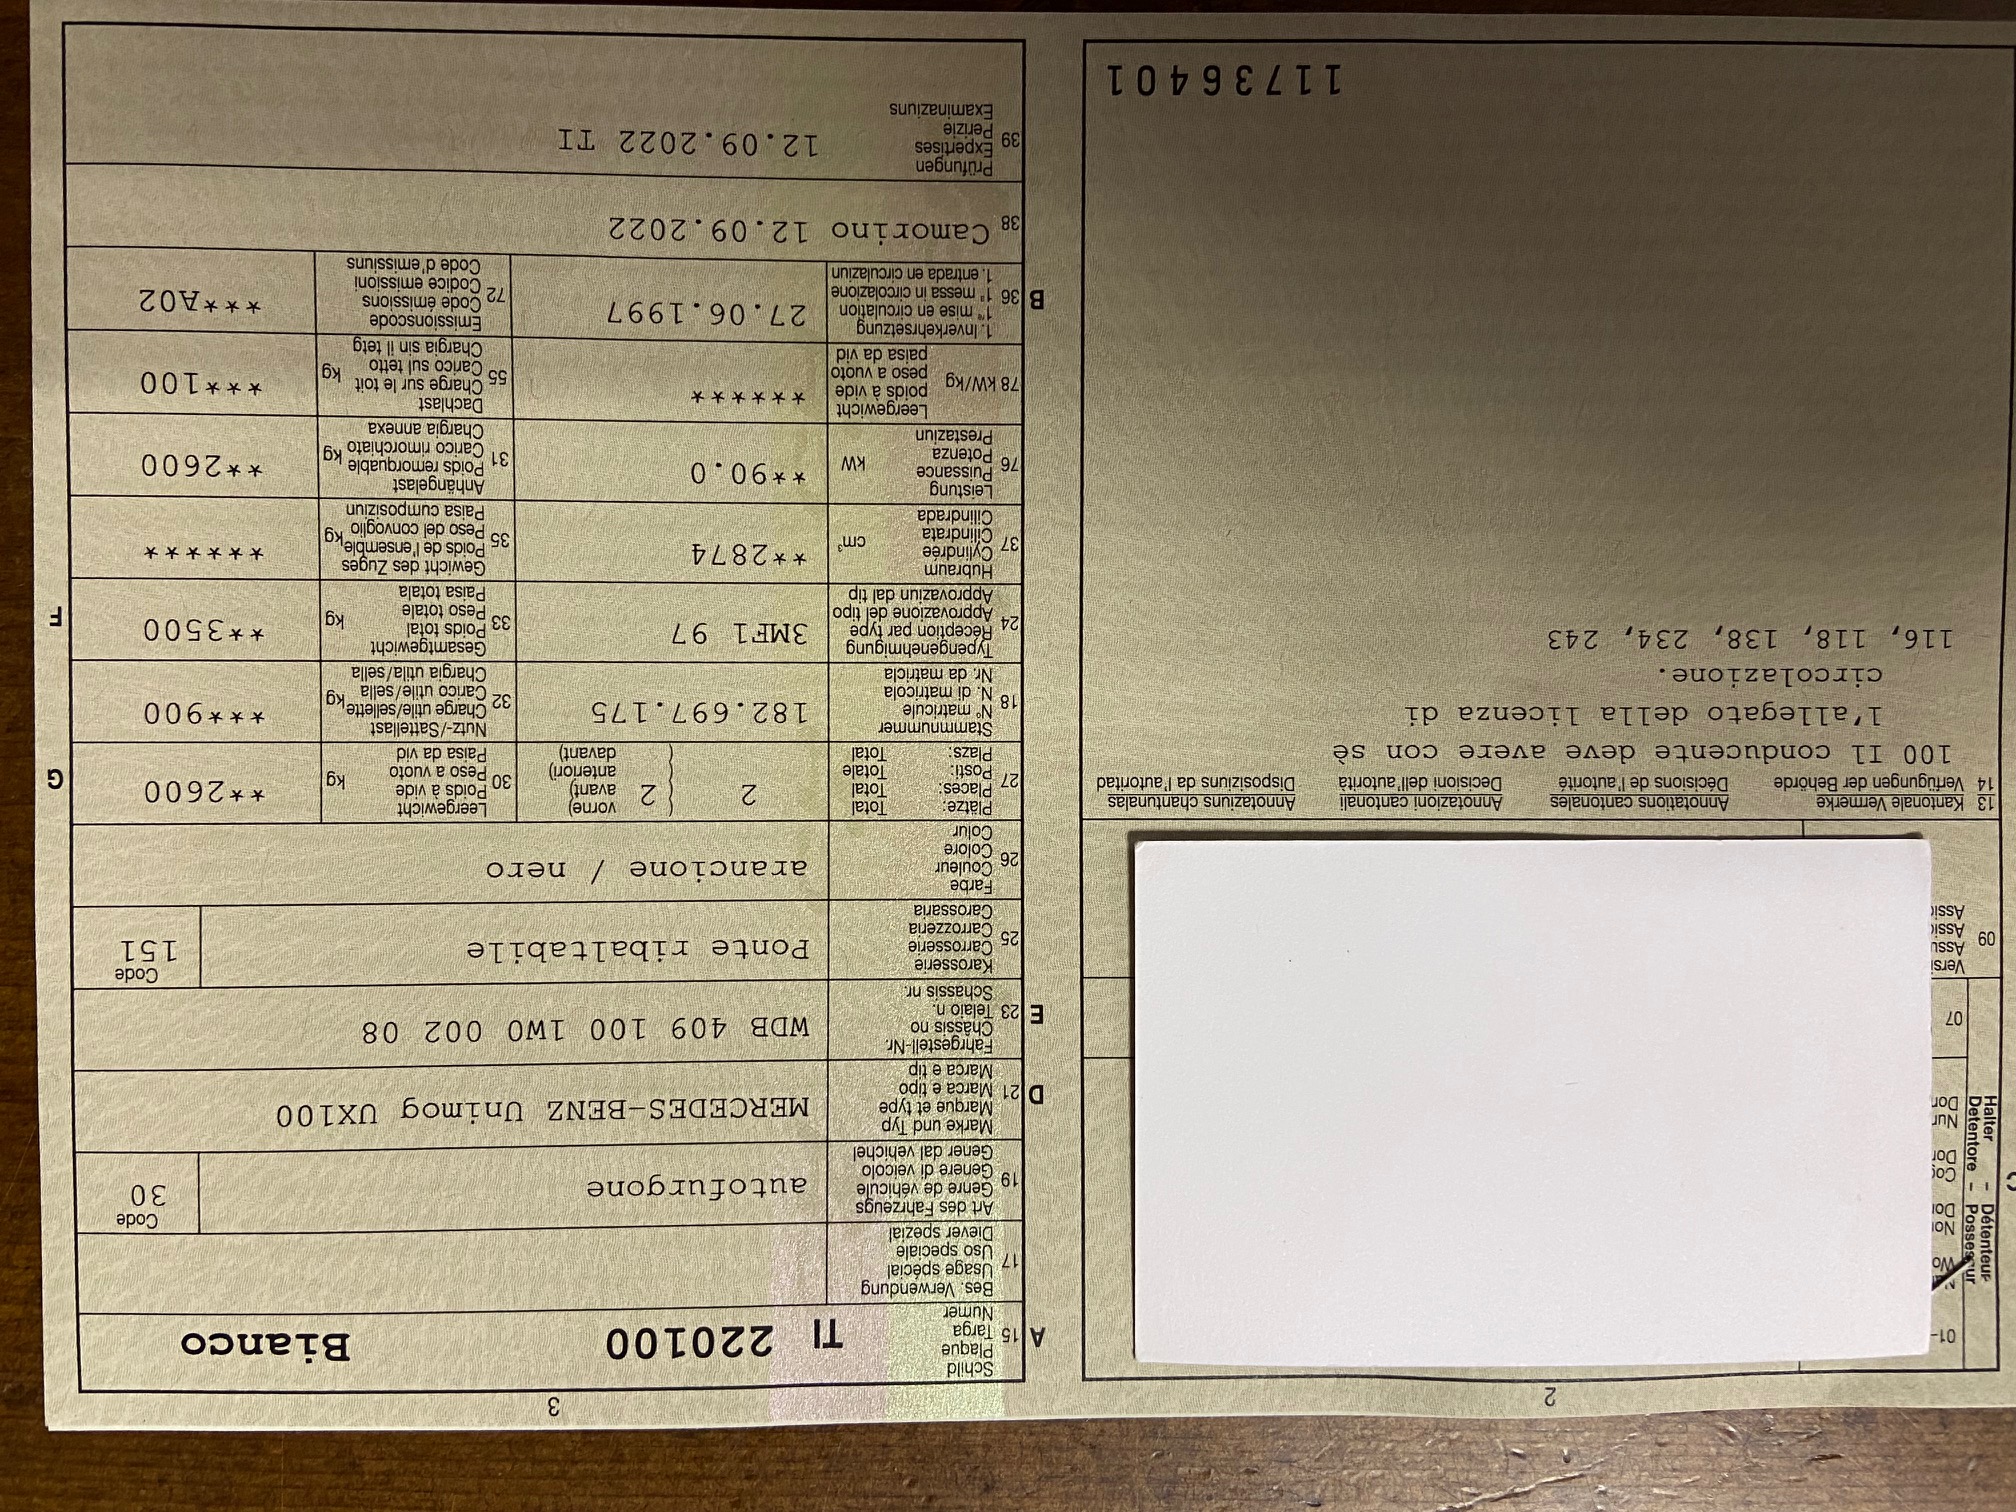 2
01-
Halter - Détenteur
Detentore - Possessur
C
07
09
13 Kantonale Vermerke Annotations cantonales Annotazioni cantonali Annotaziuns chantunalas
14 Verfügungen der Behörde Décisions de l'autorité Decisioni dell'autorità Disposiziuns da l'autoritad
100 Il conducente deve avere con sè
l'allegato della licenza di
circolazione.
116, 118, 138, 234, 243
11736401
3
A 15
Schild
Plaque
Targa
Numer
TI 220100 Bianco
17
Bes. Verwendung
Usage spécial
Uso speciale
Diever spezial
19
Art des Fahrzeugs
Genre de véhicule
Genere di veicolo
Gener dal vehichel
autofurgone
Code
30
D 21
Marke und Typ
Marque et type
Marca e tipo
Marca e tip
MERCEDES-BENZ Unimog UX100
E 23
Fahrgestell-Nr.
Châssis no
Telaio n.
Schassis nr.
WDB 409 100 1W0 002 08
25
Karosserie
Carrosserie
Carrozzeria
Carossaria
Ponte ribaltabile
Code
151
26
Farbe
Couleur
Colore
Colur
arancione / nero
27
Plätze: Total
Places: Total
Posti: Totale
Plazs: Total
2
2
vorne)
avant)
anteriori)
davant)
G
30
Leergewicht
Poids à vide
Peso a vuoto
Paisa da vid
kg
**2600
18
Stammnummer
N° matricule
N. di matricola
Nr. da matricla
182.697.175
32
Nutz-/Sattellast
Charge utile/sellette
Carico utile/sella
Chargia utila/sella
kg
***900
24
Typengenehmigung
Réception par type
Approvazione del tipo
Approvaziun dal tip
3MF1 97
F
33
Gesamtgewicht
Poids total
Peso totale
Paisa totala
kg
**3500
37
Hubraum
Cylindrée
Cilindrata
Cilindrada
cm³
**2874
35
Gewicht des Zuges
Poids de l'ensemble
Peso del convoglio
Paisa cumposiziun
kg
******
76
Leistung
Puissance
Potenza
Prestaziun
kW
**90.0
31
Anhängelast
Poids remorquable
Carico rimorchiato
Chargia annexa
kg
**2600
78 kW/kg
Leergewicht
poids à vide
peso a vuoto
paisa da vid
******
55
Dachlast
Charge sur le toit
Carico sul tetto
Chargia sin il tetg
kg
***100
B 36
1. Inverkehrsetzung
1re mise en circulation
1a messa in circolazione
1. entrada en circulaziun
27.06.1997
72
Emissionscode
Code émissions
Codice emissioni
Code d'emissiuns
***A02
38
Camorino 12.09.2022
39
Prüfungen
Expertises
Perizie
Examinaziuns
12.09.2022 TI